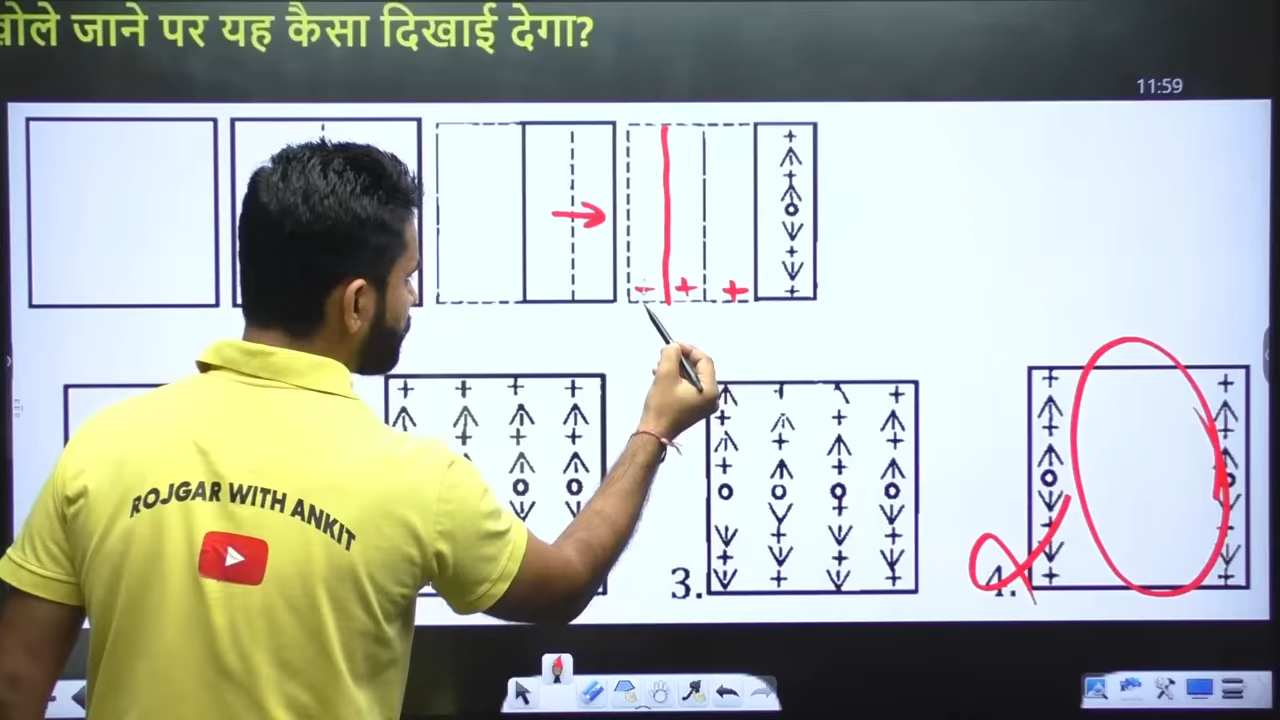 खोले जाने पर यह कैसा दिखाई देगा?
11:59
3.
4.
ROJGAR WITH ANKIT